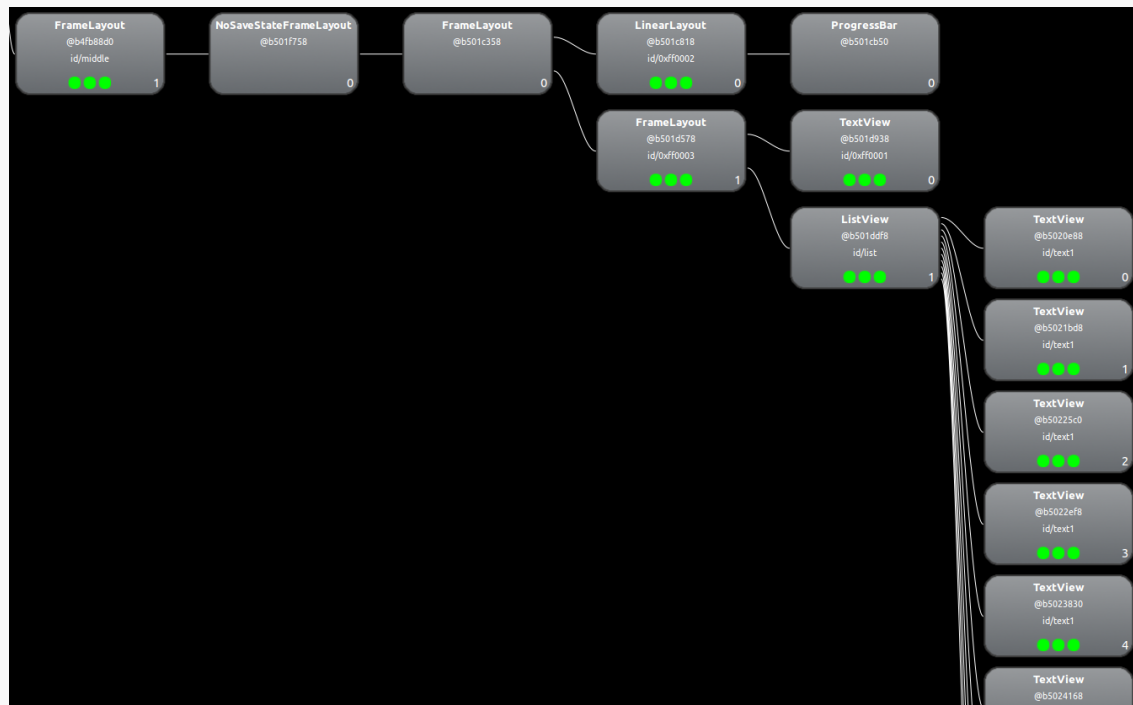 FrameLayout
@b4fb88d0
id/middle
1
NoSaveStateFrameLayout
@b501f758
0
FrameLayout
@b501c358
0
LinearLayout
@b501c818
id/0xff0002
0
ProgressBar
@b501cb50
0
FrameLayout
@b501d578
id/0xff0003
1
TextView
@b501d938
id/0xff0001
0
ListView
@b501ddf8
id/list
1
TextView
@b5020e88
id/text1
0
TextView
@b5021bd8
id/text1
1
TextView
@b50225c0
id/text1
2
TextView
@b5022ef8
id/text1
3
TextView
@b5023830
id/text1
4
TextView
@b5024168